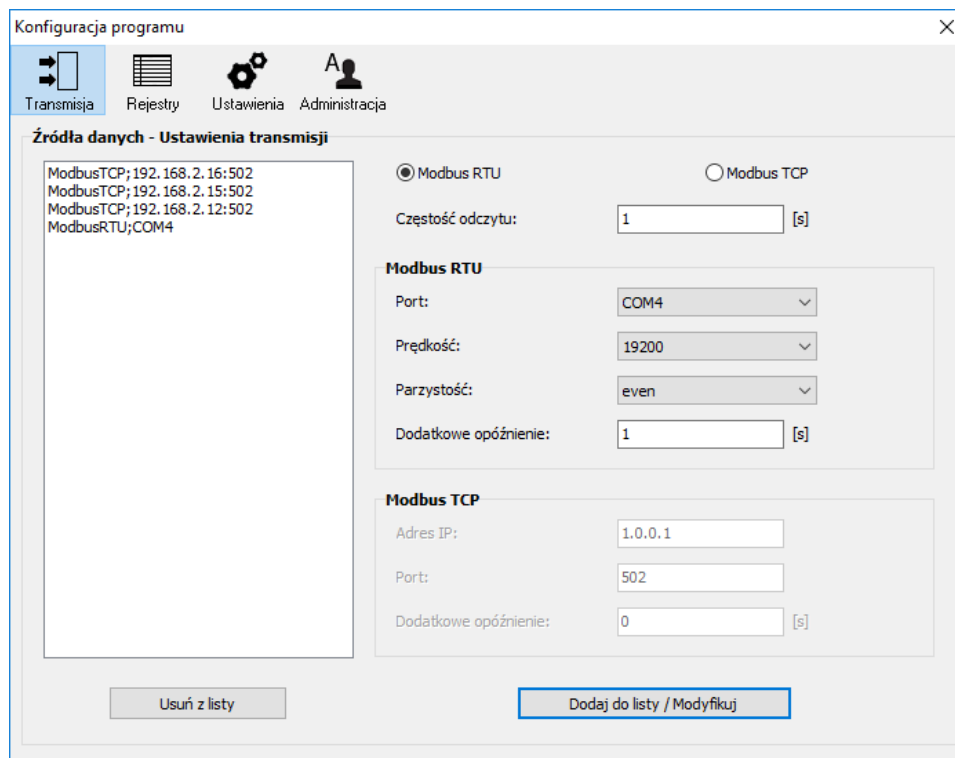 Konfiguracja programu
Transmisja Rejestry Ustawienia Administracja
Źródła danych - Ustawienia transmisji
ModbusTCP;192.168.2.16:502
ModbusTCP;192.168.2.15:502
ModbusTCP;192.168.2.12:502
ModbusRTU;COM4
Modbus RTU Modbus TCP
Częstość odczytu: 1 [s]
Modbus RTU
Port: COM4
Prędkość: 19200
Parzystość: even
Dodatkowe opóźnienie: 1 [s]
Modbus TCP
Adres IP: 1.0.0.1
Port: 502
Dodatkowe opóźnienie: 0 [s]
Usuń z listy Dodaj do listy / Modyfikuj